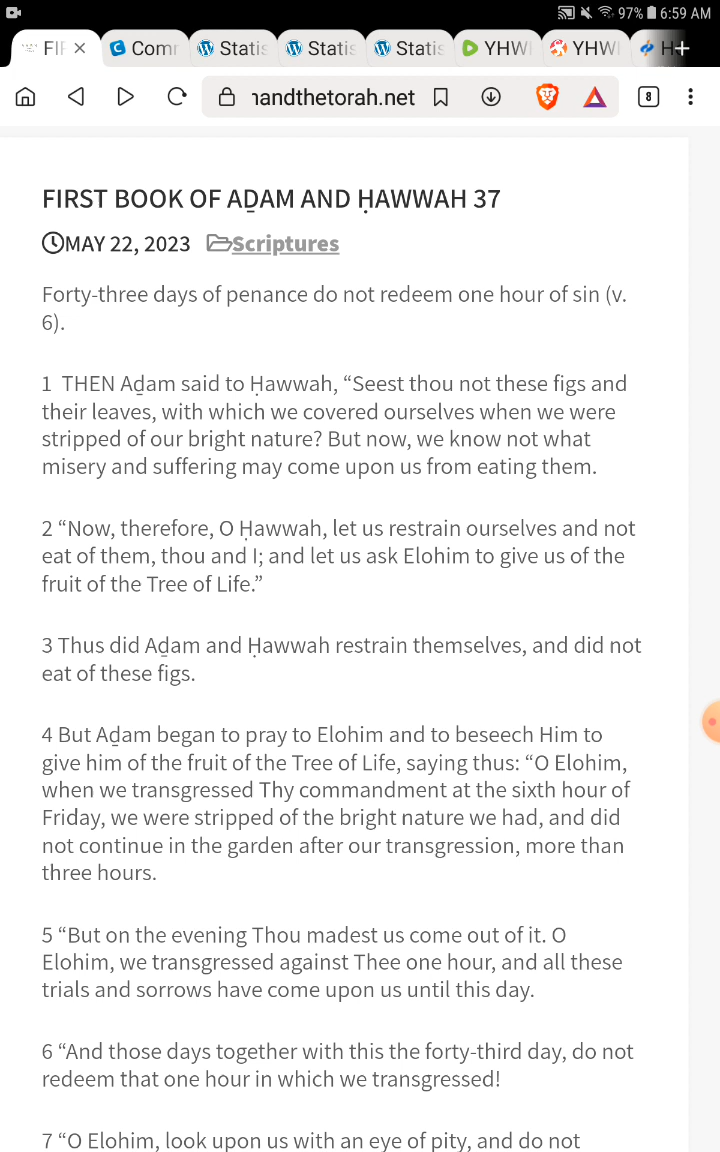 97% 6:59 AM
FIF × Comr Statis Statis Statis YHWI YHWI H +
nandthetorah.net 8
FIRST BOOK OF AḎAM AND ḤAWWAH 37
MAY 22, 2023 Scriptures
Forty-three days of penance do not redeem one hour of sin (v.
6).
1 THEN Aḏam said to Ḥawwah, “Seest thou not these figs and
their leaves, with which we covered ourselves when we were
stripped of our bright nature? But now, we know not what
misery and suffering may come upon us from eating them.
2 “Now, therefore, O Ḥawwah, let us restrain ourselves and not
eat of them, thou and I; and let us ask Elohim to give us of the
fruit of the Tree of Life.”
3 Thus did Aḏam and Ḥawwah restrain themselves, and did not
eat of these figs.
4 But Aḏam began to pray to Elohim and to beseech Him to
give him of the fruit of the Tree of Life, saying thus: “O Elohim,
when we transgressed Thy commandment at the sixth hour of
Friday, we were stripped of the bright nature we had, and did
not continue in the garden after our transgression, more than
three hours.
5 “But on the evening Thou madest us come out of it. O
Elohim, we transgressed against Thee one hour, and all these
trials and sorrows have come upon us until this day.
6 “And those days together with this the forty-third day, do not
redeem that one hour in which we transgressed!
7 “O Elohim, look upon us with an eye of pity, and do not